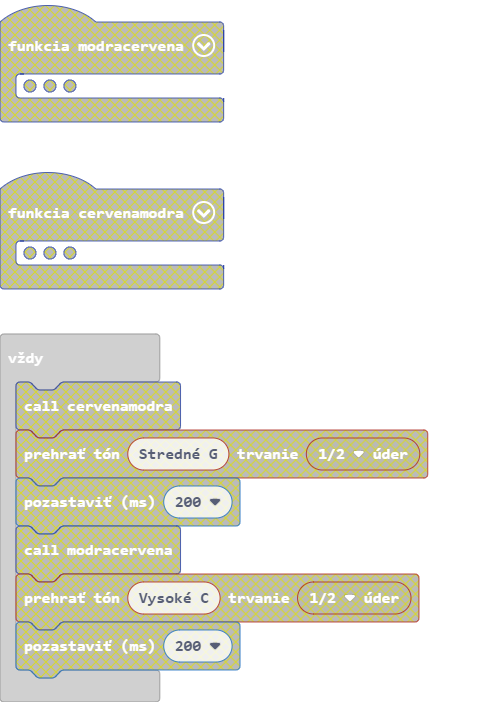 funkcia modracervena
funkcia cervenamodra
vždy
call cervenamodra
prehrať tón Stredné G trvanie 1/2 úder
pozastaviť (ms) 200
call modracervena
prehrať tón Vysoké C trvanie 1/2 úder
pozastaviť (ms) 200